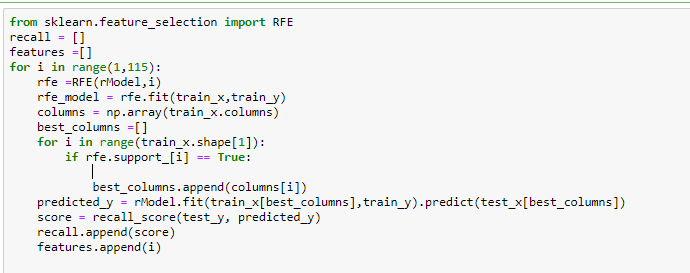 from sklearn.feature_selection import RFE
recall = []
features =[]
for i in range(1,115):
    rfe =RFE(rModel,i)
    rfe_model = rfe.fit(train_x,train_y)
    columns = np.array(train_x.columns)
    best_columns =[]
    for i in range(train_x.shape[1]):
        if rfe.support_[i] == True:
            best_columns.append(columns[i])
    predicted_y = rModel.fit(train_x[best_columns],train_y).predict(test_x[best_columns])
    score = recall_score(test_y, predicted_y)
    recall.append(score)
    features.append(i)